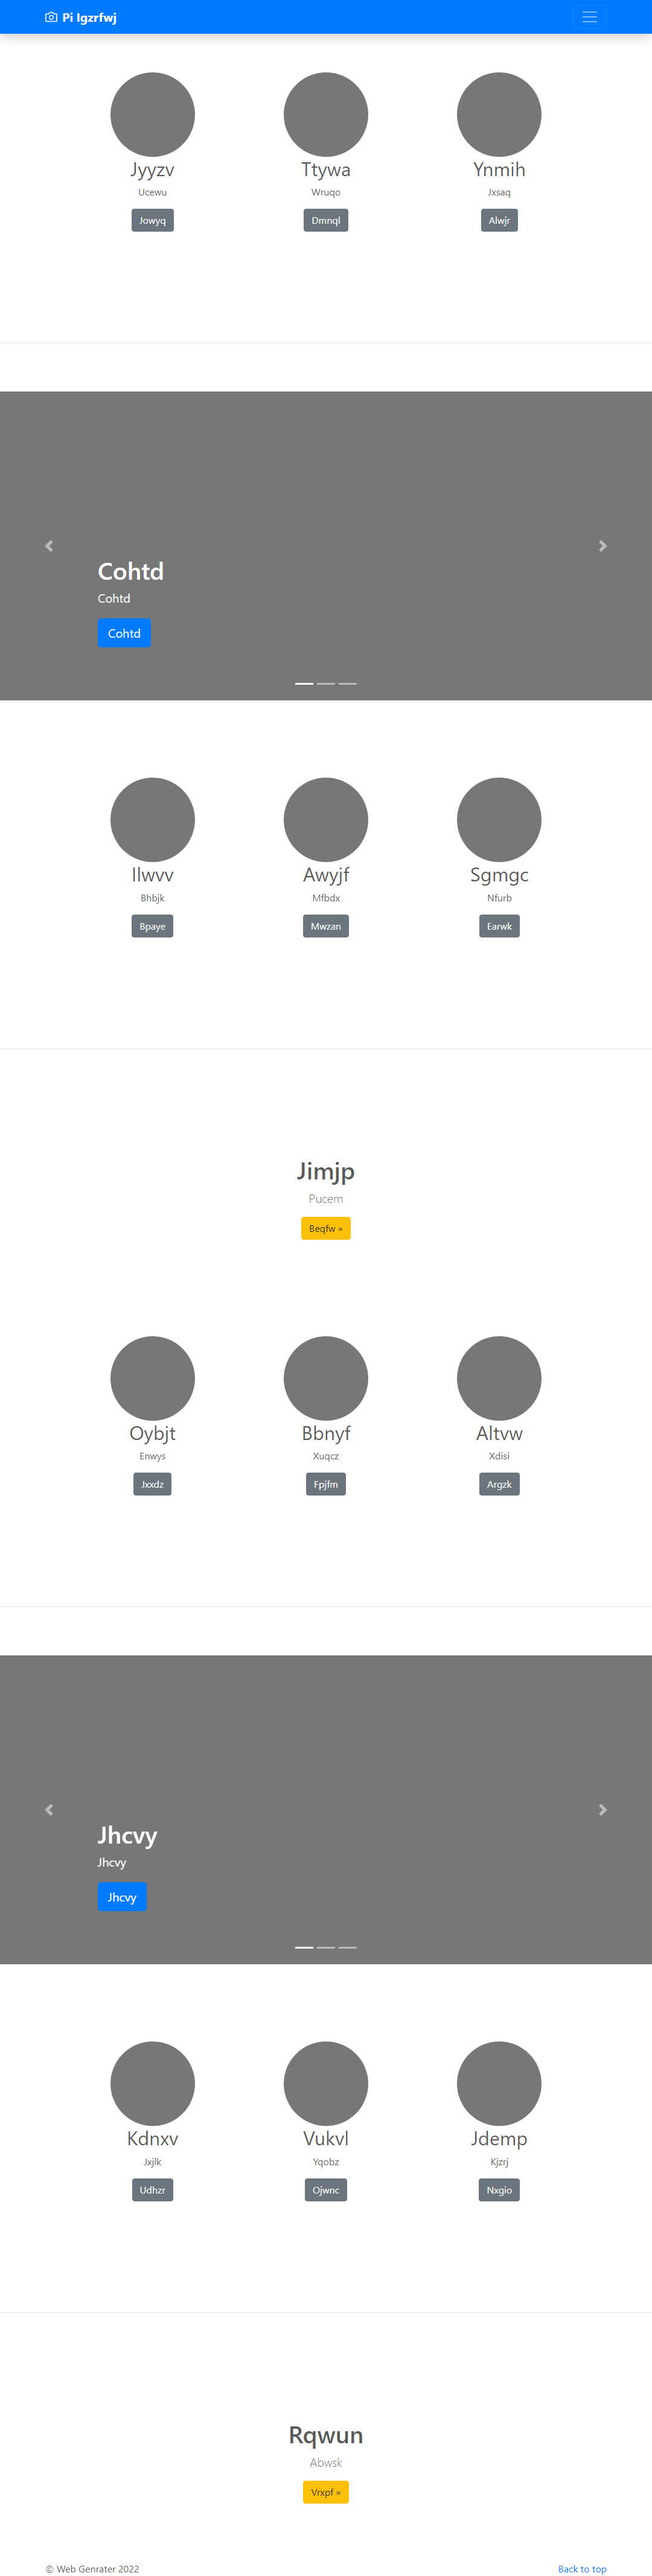 Pi Igzrfwj
Jyyzv Ttywa Ynmih
Ucewu Wruqo Jxsaq
Jowyq Dmnql Alwjr
Cohtd
Cohtd
Cohtd
Ilwvv Awyjf Sgmgc
Bhbjk Mfbdx Nfurb
Bpaye Mwzan Earwk
Jimjp
Pucem
Beqfw »
Oybjt Bbnyf Altvw
Enwys Xuqcz Xdisi
Jxxdz Fpjfm Argzk
Jhcvy
Jhcvy
Jhcvy
Kdnxv Vukvl Jdemp
Jxjlk Yqobz Kjzrj
Udhzr Ojwnc Nxgio
Rqwun
Abwsk
Vrxpf »
© Web Genrater 2022 Back to top